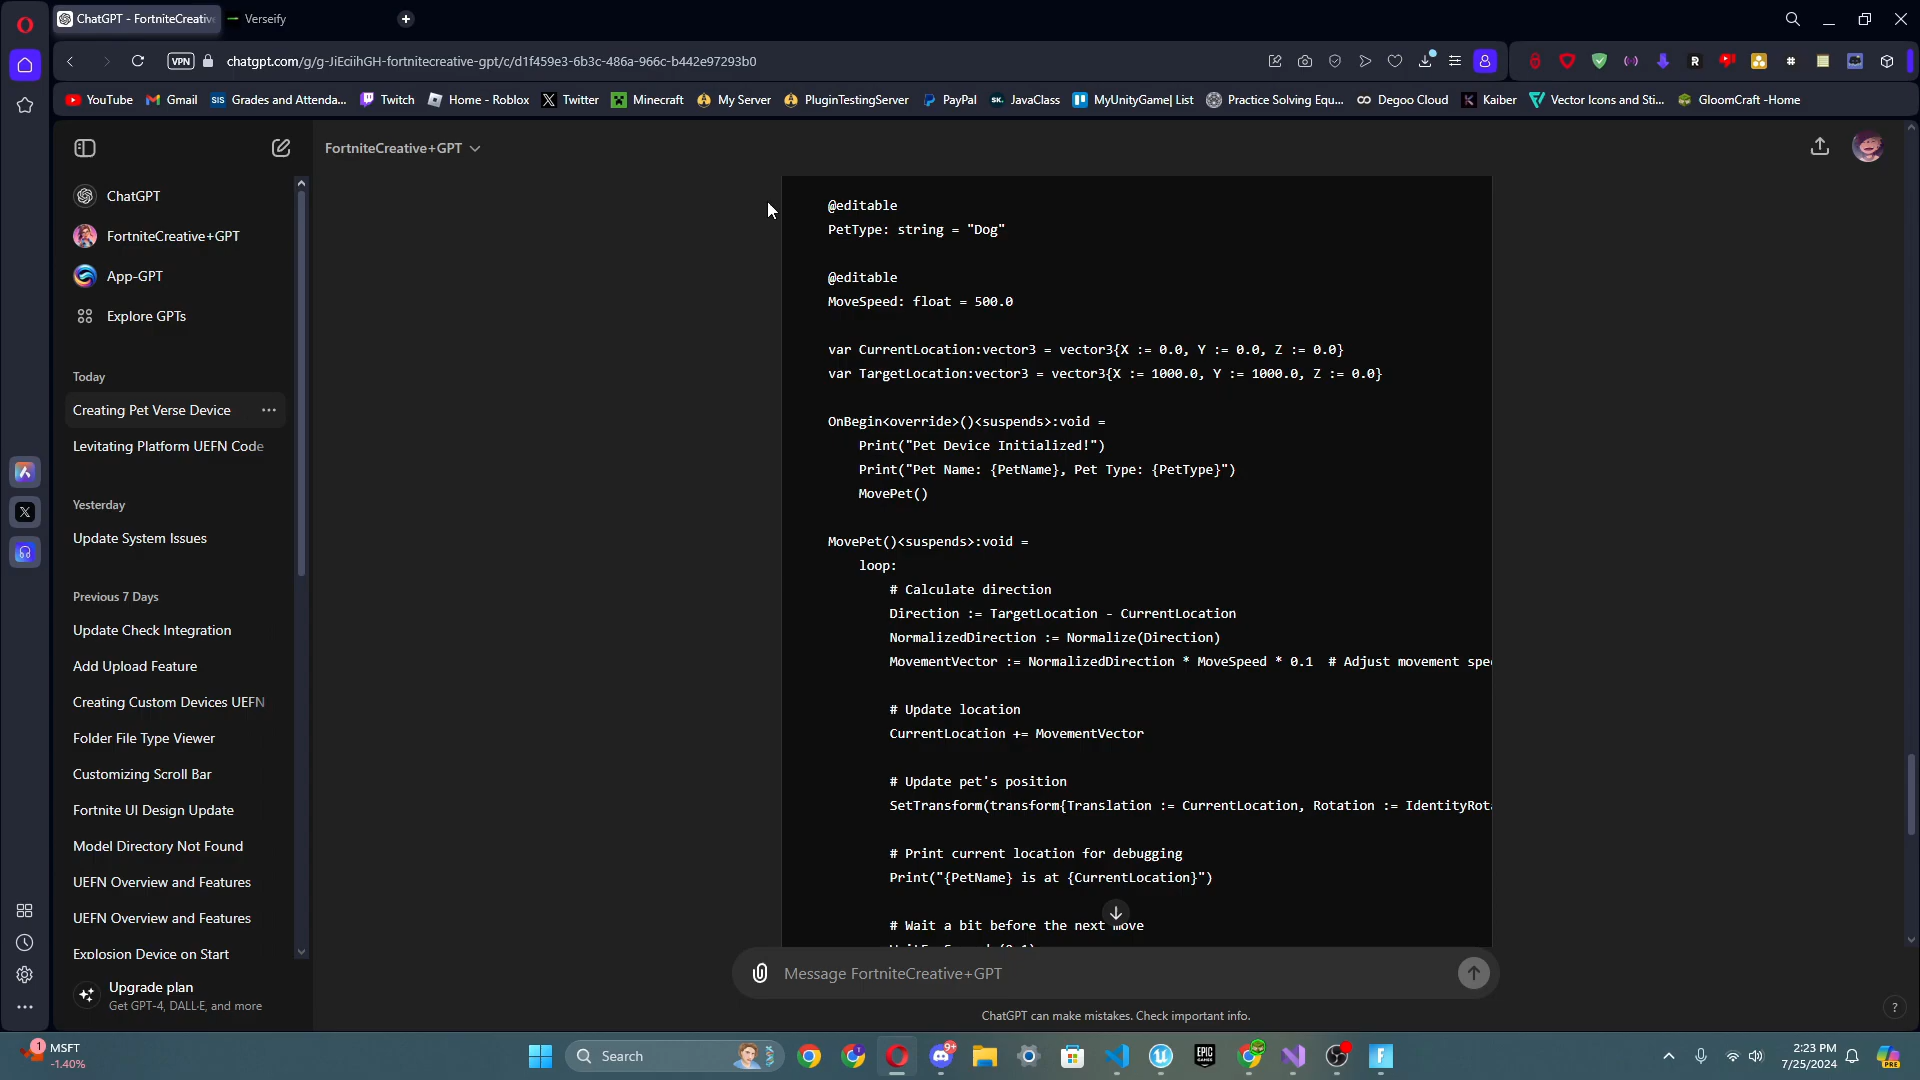 ChatGPT - FortniteCreativ
Verseify
VPN
chatgpt.com/g/g-JiEciihGH-fortnitecreative-gpt/c/d1f459e3-6b3c-486a-966c-b442e97293b0
YouTube
Gmail
SIS Grades and Attenda...
Twitch
Home - Roblox
Twitter
Minecraft
My Server
PluginTestingServer
PayPal
SK. JavaClass
MyUnityGame| List
Practice Solving Equ...
Degoo Cloud
Kaiber
Vector Icons and Sti...
GloomCraft -Home
FortniteCreative+GPT
ChatGPT
FortniteCreative+GPT
App-GPT
Explore GPTs
Today
Creating Pet Verse Device
Levitating Platform UEFN Code
Yesterday
Update System Issues
Previous 7 Days
Update Check Integration
Add Upload Feature
Creating Custom Devices UEFN
Folder File Type Viewer
Customizing Scroll Bar
Fortnite UI Design Update
Model Directory Not Found
UEFN Overview and Features
UEFN Overview and Features
Explosion Device on Start
Upgrade plan
Get GPT-4, DALL·E, and more
@editable
PetType: string = "Dog"
@editable
MoveSpeed: float = 500.0
var CurrentLocation:vector3 = vector3{X := 0.0, Y := 0.0, Z := 0.0}
var TargetLocation:vector3 = vector3{X := 1000.0, Y := 1000.0, Z := 0.0}
OnBegin<override>()<suspends>:void =
Print("Pet Device Initialized!")
Print("Pet Name: {PetName}, Pet Type: {PetType}")
MovePet()
MovePet()<suspends>:void =
loop:
# Calculate direction
Direction := TargetLocation - CurrentLocation
NormalizedDirection := Normalize(Direction)
MovementVector := NormalizedDirection * MoveSpeed * 0.1  # Adjust movement spe
# Update location
CurrentLocation += MovementVector
# Update pet's position
SetTransform(transform{Translation := CurrentLocation, Rotation := IdentityRot
# Print current location for debugging
Print("{PetName} is at {CurrentLocation}")
# Wait a bit before the next move
Message FortniteCreative+GPT
ChatGPT can make mistakes. Check important info.
?
1
MSFT
-1.40%
Search
9+
EPIC GAMES
2:23 PM
7/25/2024
PRE